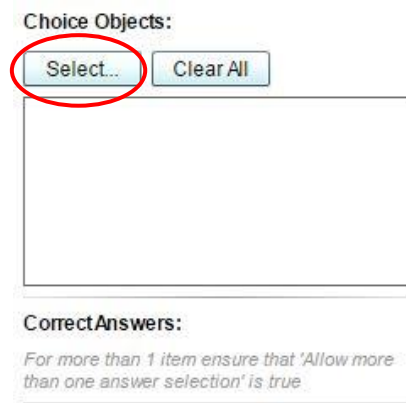 Choice Objects:
Select... Clear All
Correct Answers:
For more than 1 item ensure that 'Allow more
than one answer selection' is true